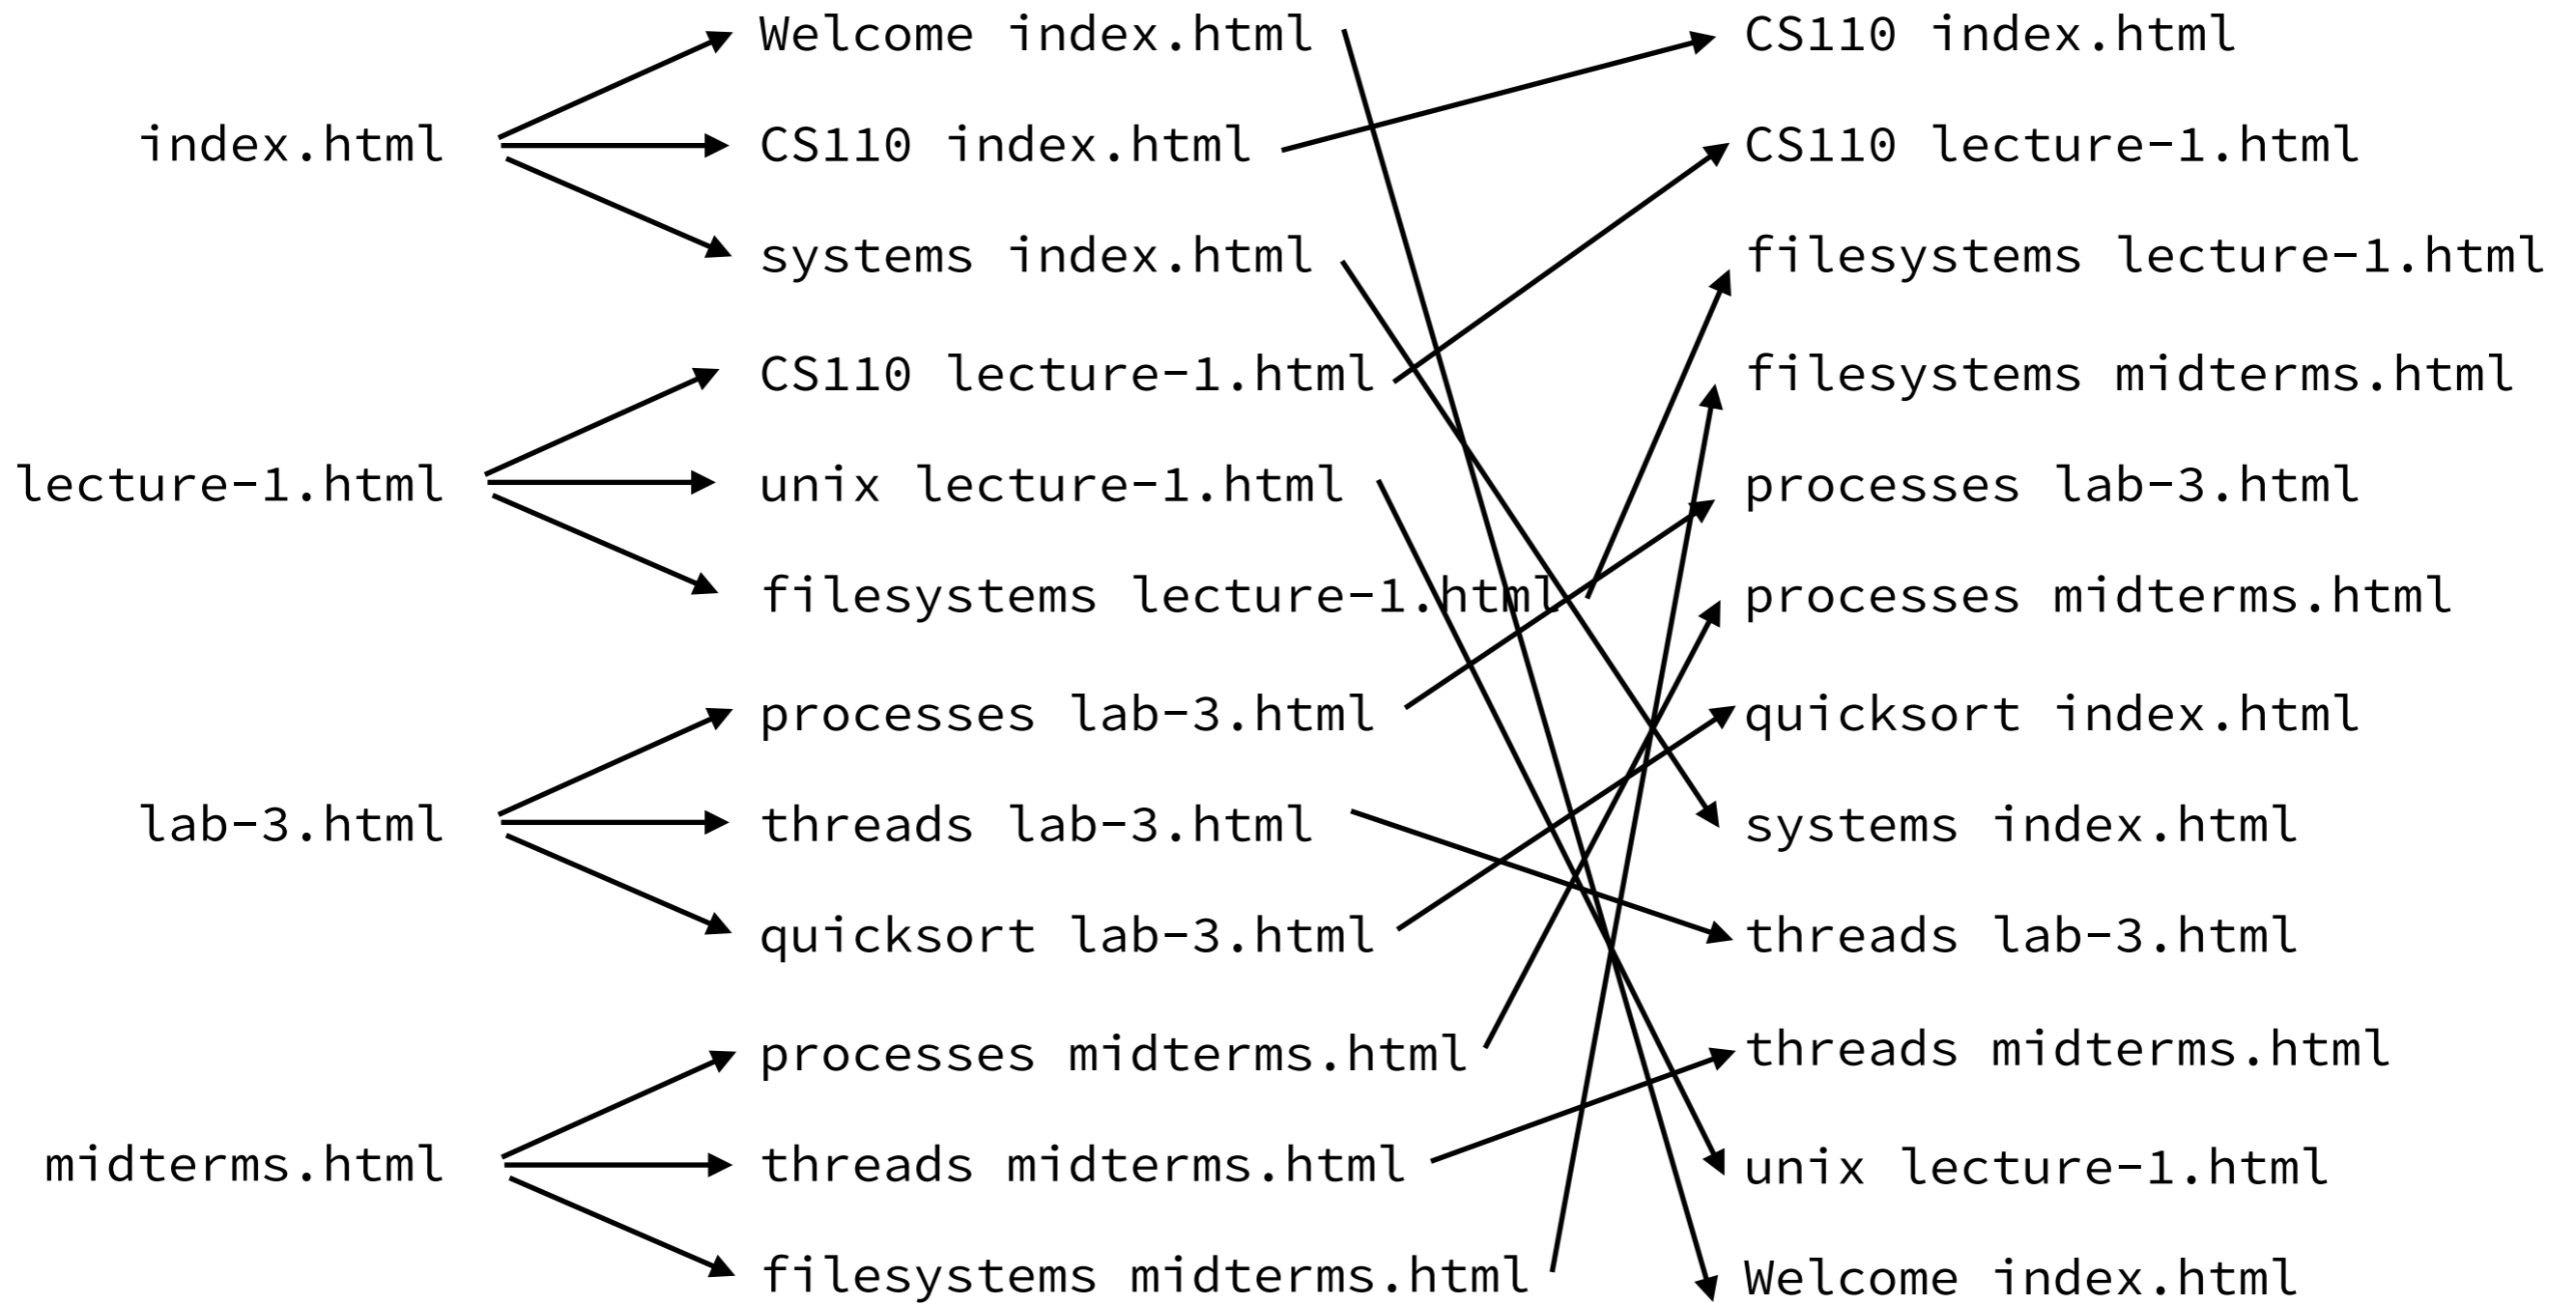 index.html
lecture-1.html
lab-3.html
midterms.html
Welcome index.html
CS110 index.html
systems index.html
CS110 lecture-1.html
unix lecture-1.html
filesystems lecture-1.html
processes lab-3.html
threads lab-3.html
quicksort lab-3.html
processes midterms.html
threads midterms.html
filesystems midterms.html
CS110 index.html
CS110 lecture-1.html
filesystems lecture-1.html
filesystems midterms.html
processes lab-3.html
processes midterms.html
quicksort index.html
systems index.html
threads lab-3.html
threads midterms.html
unix lecture-1.html
Welcome index.html